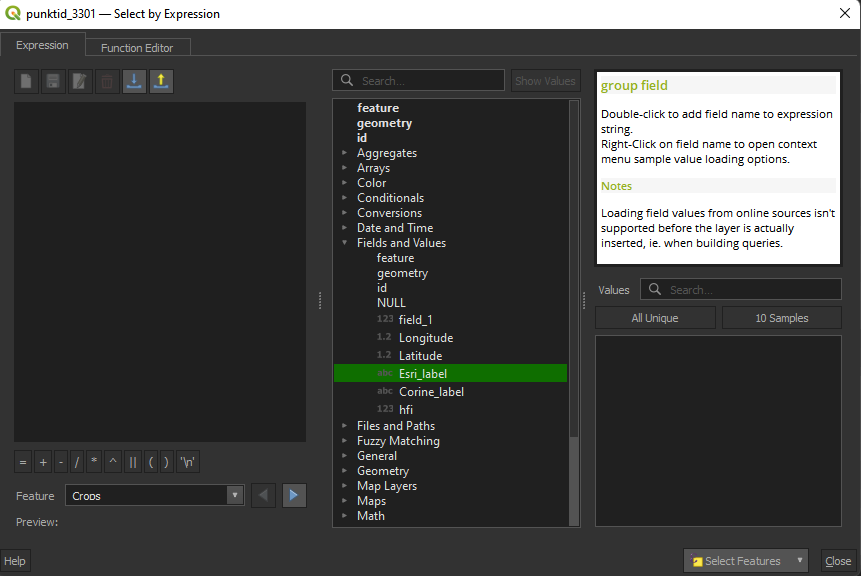 punktid_3301 — Select by Expression
Expression
Function Editor
Search...
Show Values
feature
geometry
id
Aggregates
Arrays
Color
Conditionals
Conversions
Date and Time
Fields and Values
feature
geometry
id
NULL
123 field_1
1.2 Longitude
1.2 Latitude
abc Esri_label
abc Corine_label
123 hfi
Files and Paths
Fuzzy Matching
General
Geometry
Map Layers
Maps
Math
= + - / * ^ || ( ) '\n'
Feature Crops
Preview:
group field
Double-click to add field name to expression
string.
Right-Click on field name to open context
menu sample value loading options.
Notes
Loading field values from online sources isn't
supported before the layer is actually
inserted, ie. when building queries.
Values Search...
All Unique 10 Samples
Help
Select Features
Close